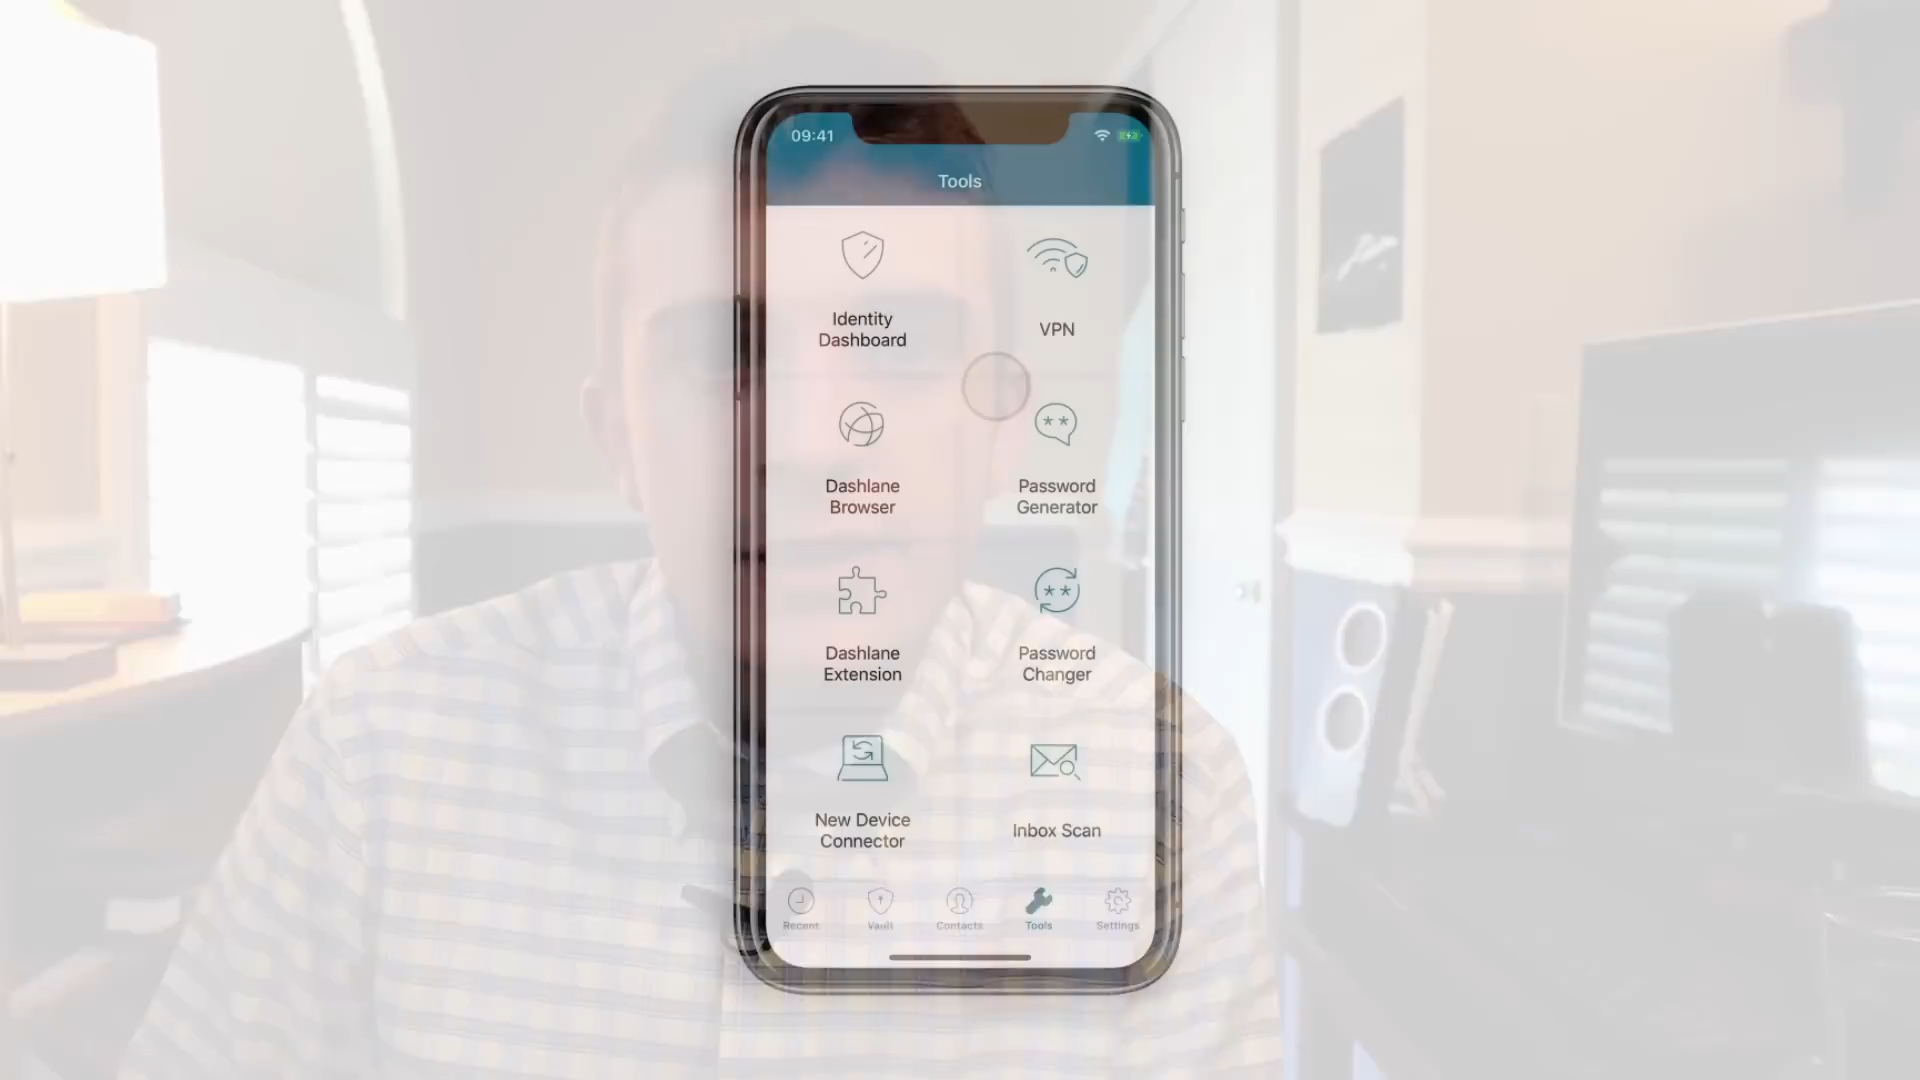 09:41
Tools
Identity
Dashboard
VPN
Dashlane
Browser
Password
Generator
Dashlane
Extension
Password
Changer
New Device
Connector
Inbox Scan
Recent
Vault
Contacts
Tools
Settings